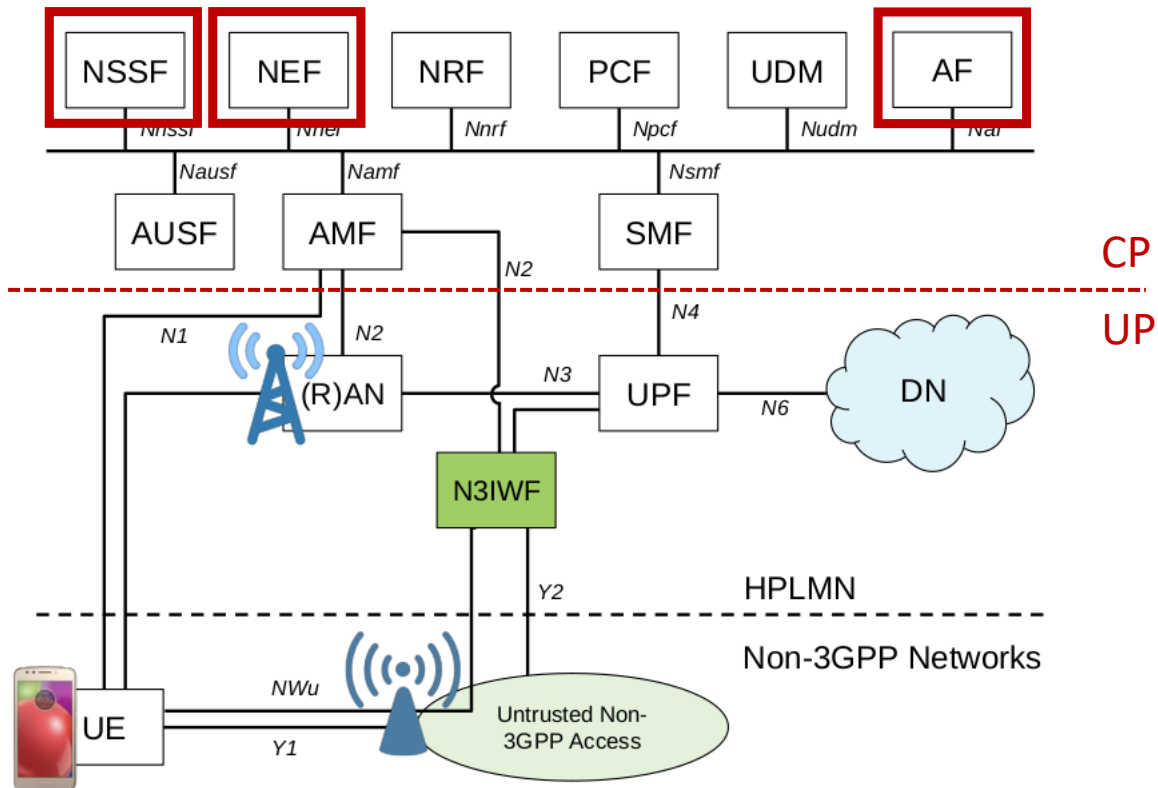 NSSF
NEF
NRF
PCF
UDM
AF
Nnrf
Npcf
Nudm
Nausf
Namf
Nsmf
AUSF
AMF
SMF
N2
CP
N1
N2
N4
UP
(R)AN
N3
UPF
N6
DN
N3IWF
Y2
HPLMN
Non-3GPP Networks
NWu
UE
Y1
Untrusted Non-
3GPP Access